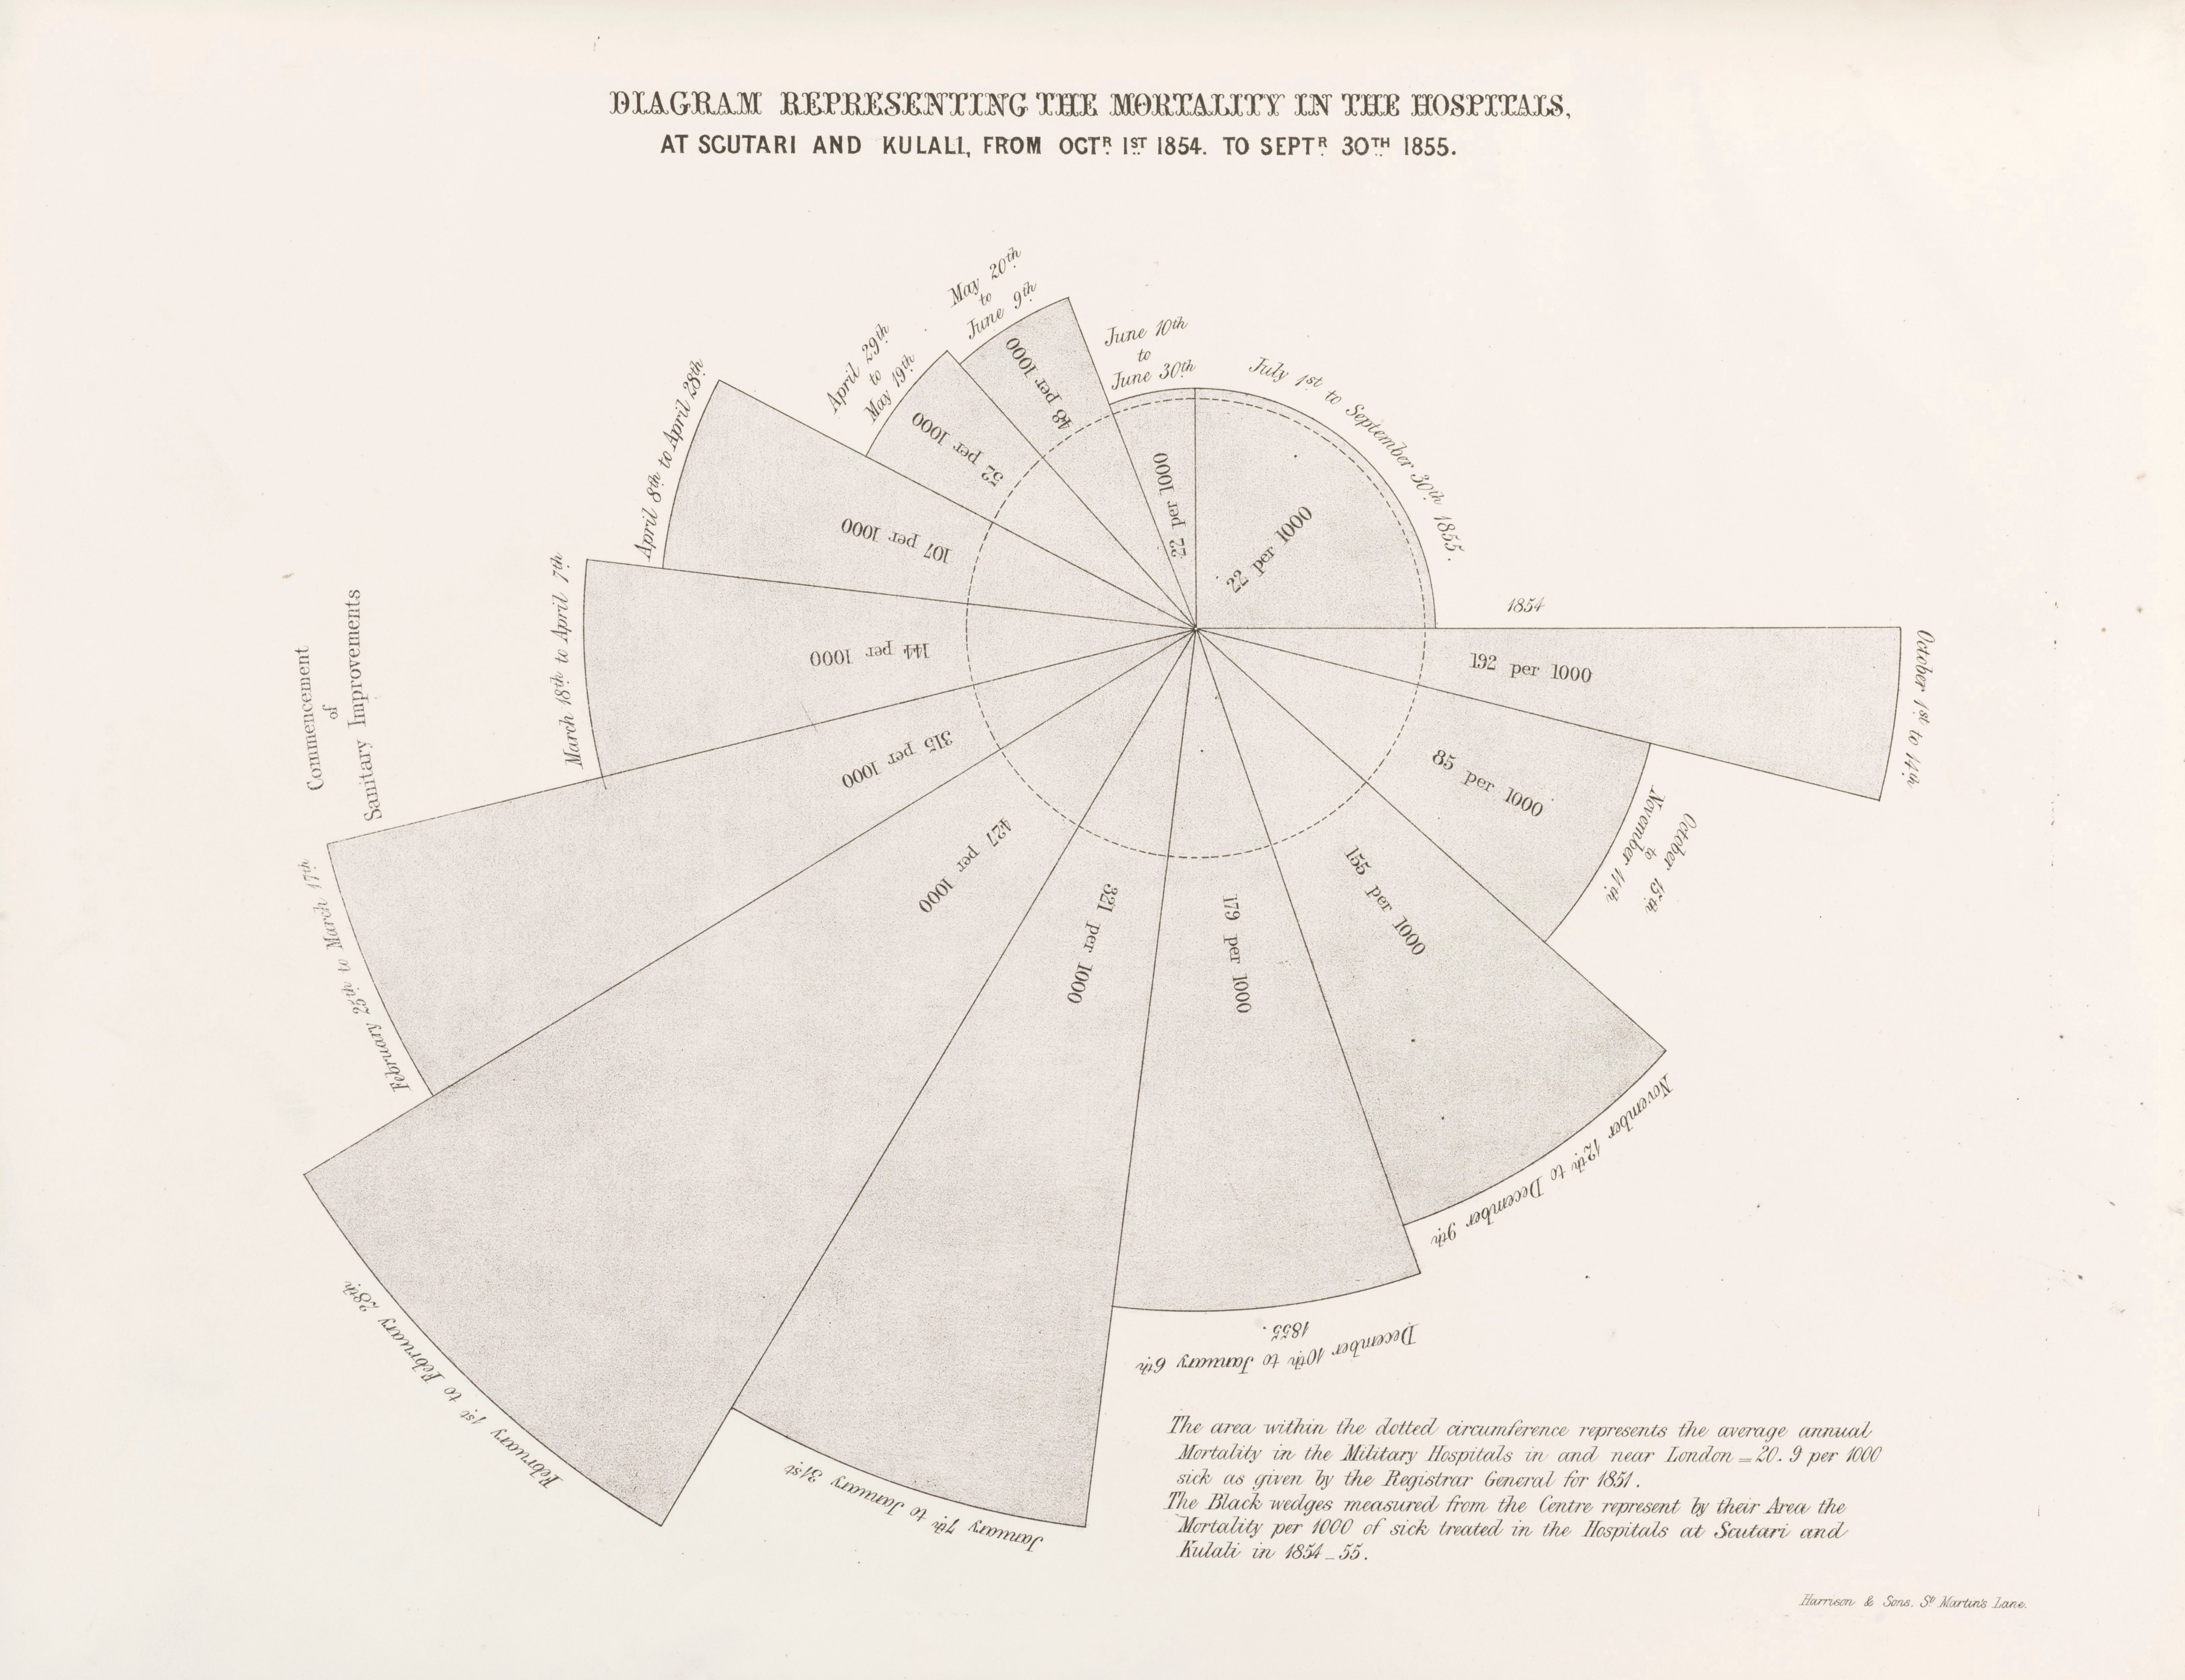 DIAGRAM REPRESENTING THE MORTALITY IN THE HOSPITALS,
AT SCUTARI AND KULALI, FROM OCTR 1ST 1854. TO SEPTR 30TH 1855.
1854
October 1st to 14th
192 per 1000
October 15th
to
November 11th
85 per 1000
November 12th to December 9th
155 per 1000
December 10th to January 6th
1855.
179 per 1000
January 7th to January 31st
321 per 1000
February 1st to February 28th
427 per 1000
February 25th to March 17th
315 per 1000
Commencement
of
Sanitary Improvements
March 18th to April 7th
144 per 1000
April 8th to April 28th
107 per 1000
April 29th
to
May 19th
52 per 1000
May 20th
to
June 9th
48 per 1000
June 10th
to
June 30th
22 per 1000
July 1st to September 30th 1855.
22 per 1000
The area within the dotted circumference represents the average annual
Mortality in the Military Hospitals in and near London = 20. 9 per 1000
sick as given by the Registrar General for 1851.
The Black wedges measured from the Centre represent by their Area the
Mortality per 1000 of sick treated in the Hospitals at Scutari and
Kulali in 1854_55.
Harrison & Sons. St Martin's Lane.